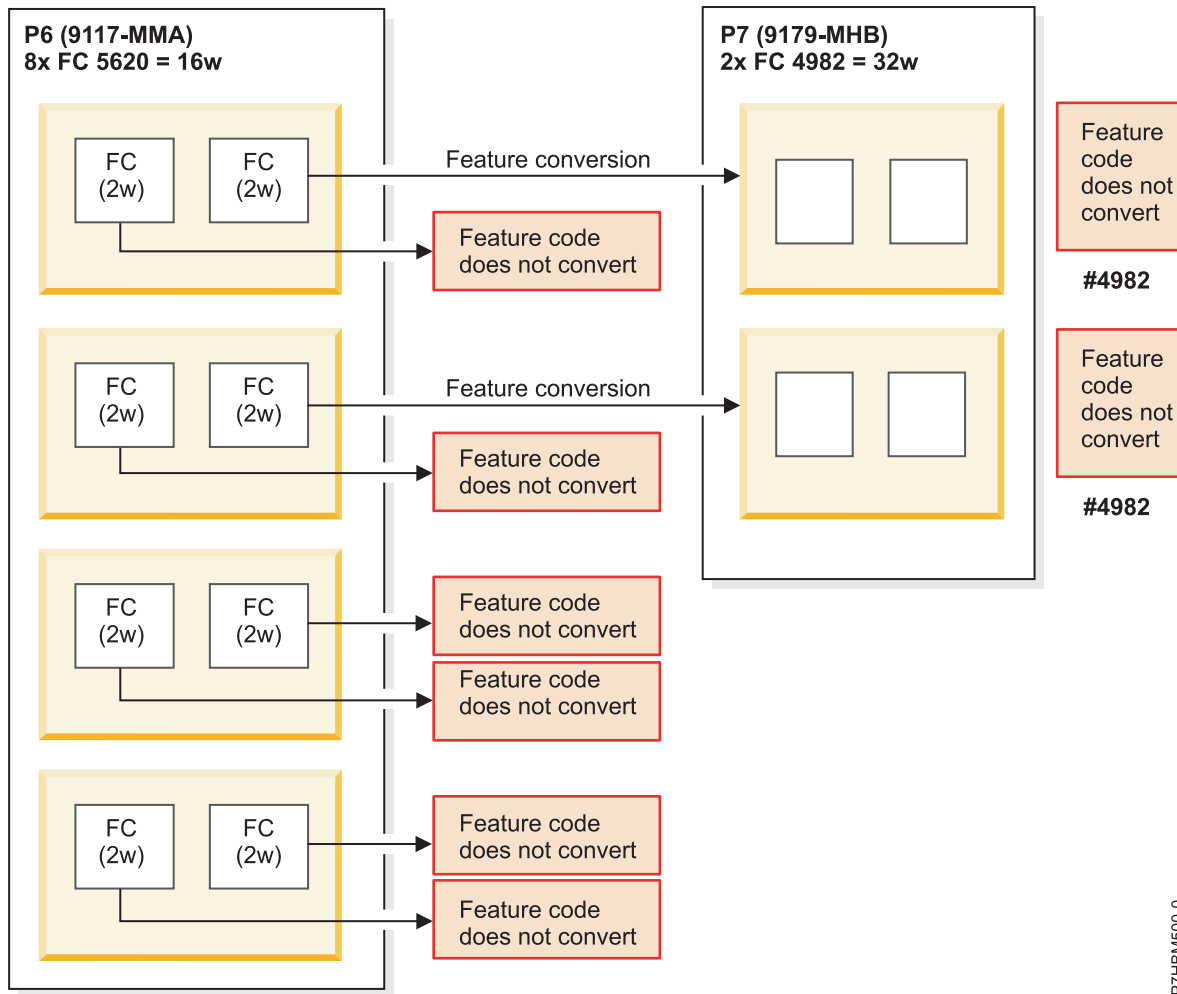 P6 (9117-MMA)
8x FC 5620 = 16w
FC
(2w)
FC
(2w)
Feature conversion
Feature code
does not convert
FC
(2w)
FC
(2w)
Feature conversion
Feature code
does not convert
FC
(2w)
FC
(2w)
Feature code
does not convert
Feature code
does not convert
FC
(2w)
FC
(2w)
Feature code
does not convert
Feature code
does not convert
P7 (9179-MHB)
2x FC 4982 = 32w
Feature
code
does not
convert
#4982
Feature
code
does not
convert
#4982